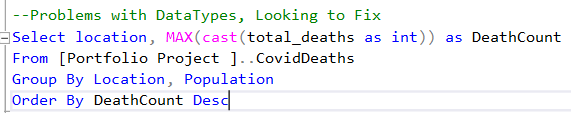 --Problems with DataTypes, Looking to Fix
Select location, MAX(cast(total_deaths as int)) as DeathCount
From [Portfolio Project ]..CovidDeaths
Group By Location, Population
Order By DeathCount Desc